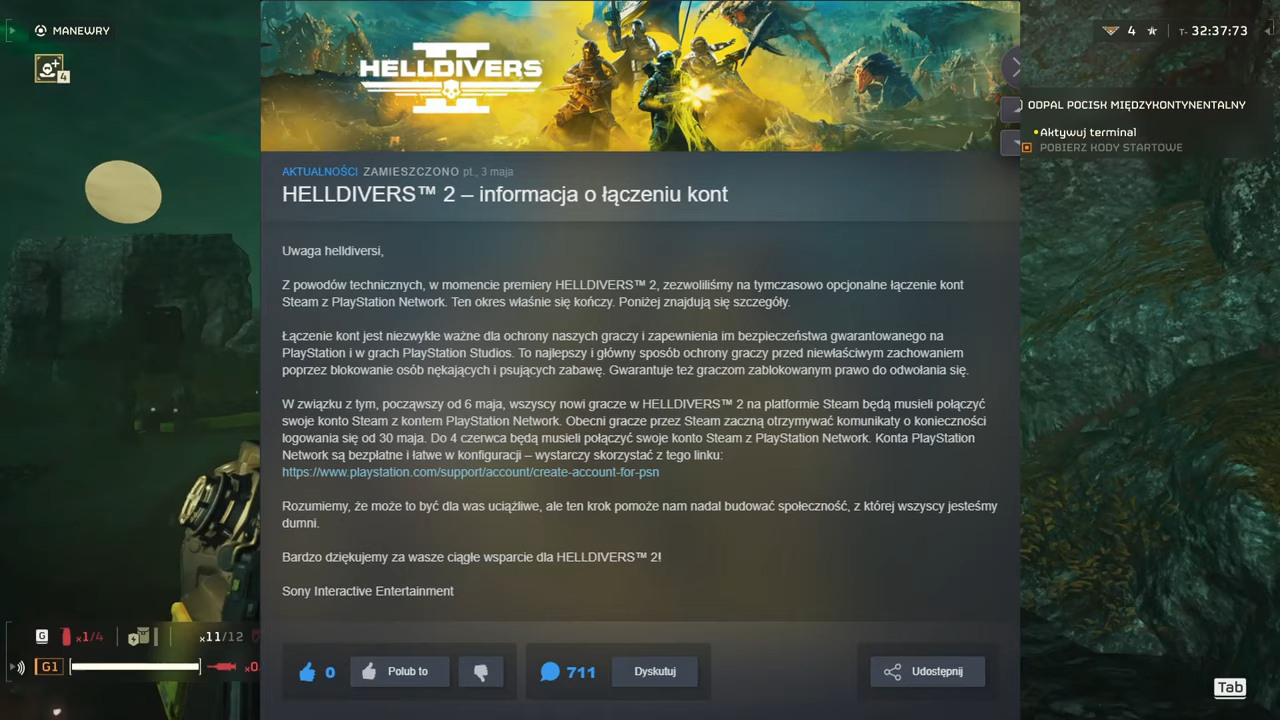 MANEWRY
4
HELLDIVERS
4
T- 32:37:73
ODPAL POCISK MIĘDZYKONTYNENTALNY
Aktywuj terminal
POBIERZ KODY STARTOWE
AKTUALNOŚCI ZAMIESZCZONO pt., 3 maja
HELLDIVERS™ 2 – informacja o łączeniu kont
Uwaga helldiversi,
Z powodów technicznych, w momencie premiery HELLDIVERS™ 2, zezwoliliśmy na tymczasowo opcjonalne łączenie kont
Steam z PlayStation Network. Ten okres właśnie się kończy. Poniżej znajdują się szczegóły.
Łączenie kont jest niezwykle ważne dla ochrony naszych graczy i zapewnienia im bezpieczeństwa gwarantowanego na
PlayStation i w grach PlayStation Studios. To najlepszy i główny sposób ochrony graczy przed niewłaściwym zachowaniem
poprzez blokowanie osób nękających i psujących zabawę. Gwarantuje też graczom zablokowanym prawo do odwołania się.
W związku z tym, począwszy od 6 maja, wszyscy nowi gracze w HELLDIVERS™ 2 na platformie Steam będą musieli połączyć
swoje konto Steam z kontem PlayStation Network. Obecni gracze przez Steam zaczną otrzymywać komunikaty o konieczności
logowania się od 30 maja. Do 4 czerwca będą musieli połączyć swoje konto Steam z PlayStation Network. Konta PlayStation
Network są bezpłatne i łatwe w konfiguracji – wystarczy skorzystać z tego linku:
https://www.playstation.com/support/account/create-account-for-psn
Rozumiemy, że może to być dla was uciążliwe, ale ten krok pomoże nam nadal budować społeczność, z której wszyscy jesteśmy
dumni.
Bardzo dziękujemy za wasze ciągłe wsparcie dla HELLDIVERS™ 2!
Sony Interactive Entertainment
G x1/4 x11/12
G1 x0
0 Polub to 711 Dyskutuj Udostępnij
Tab